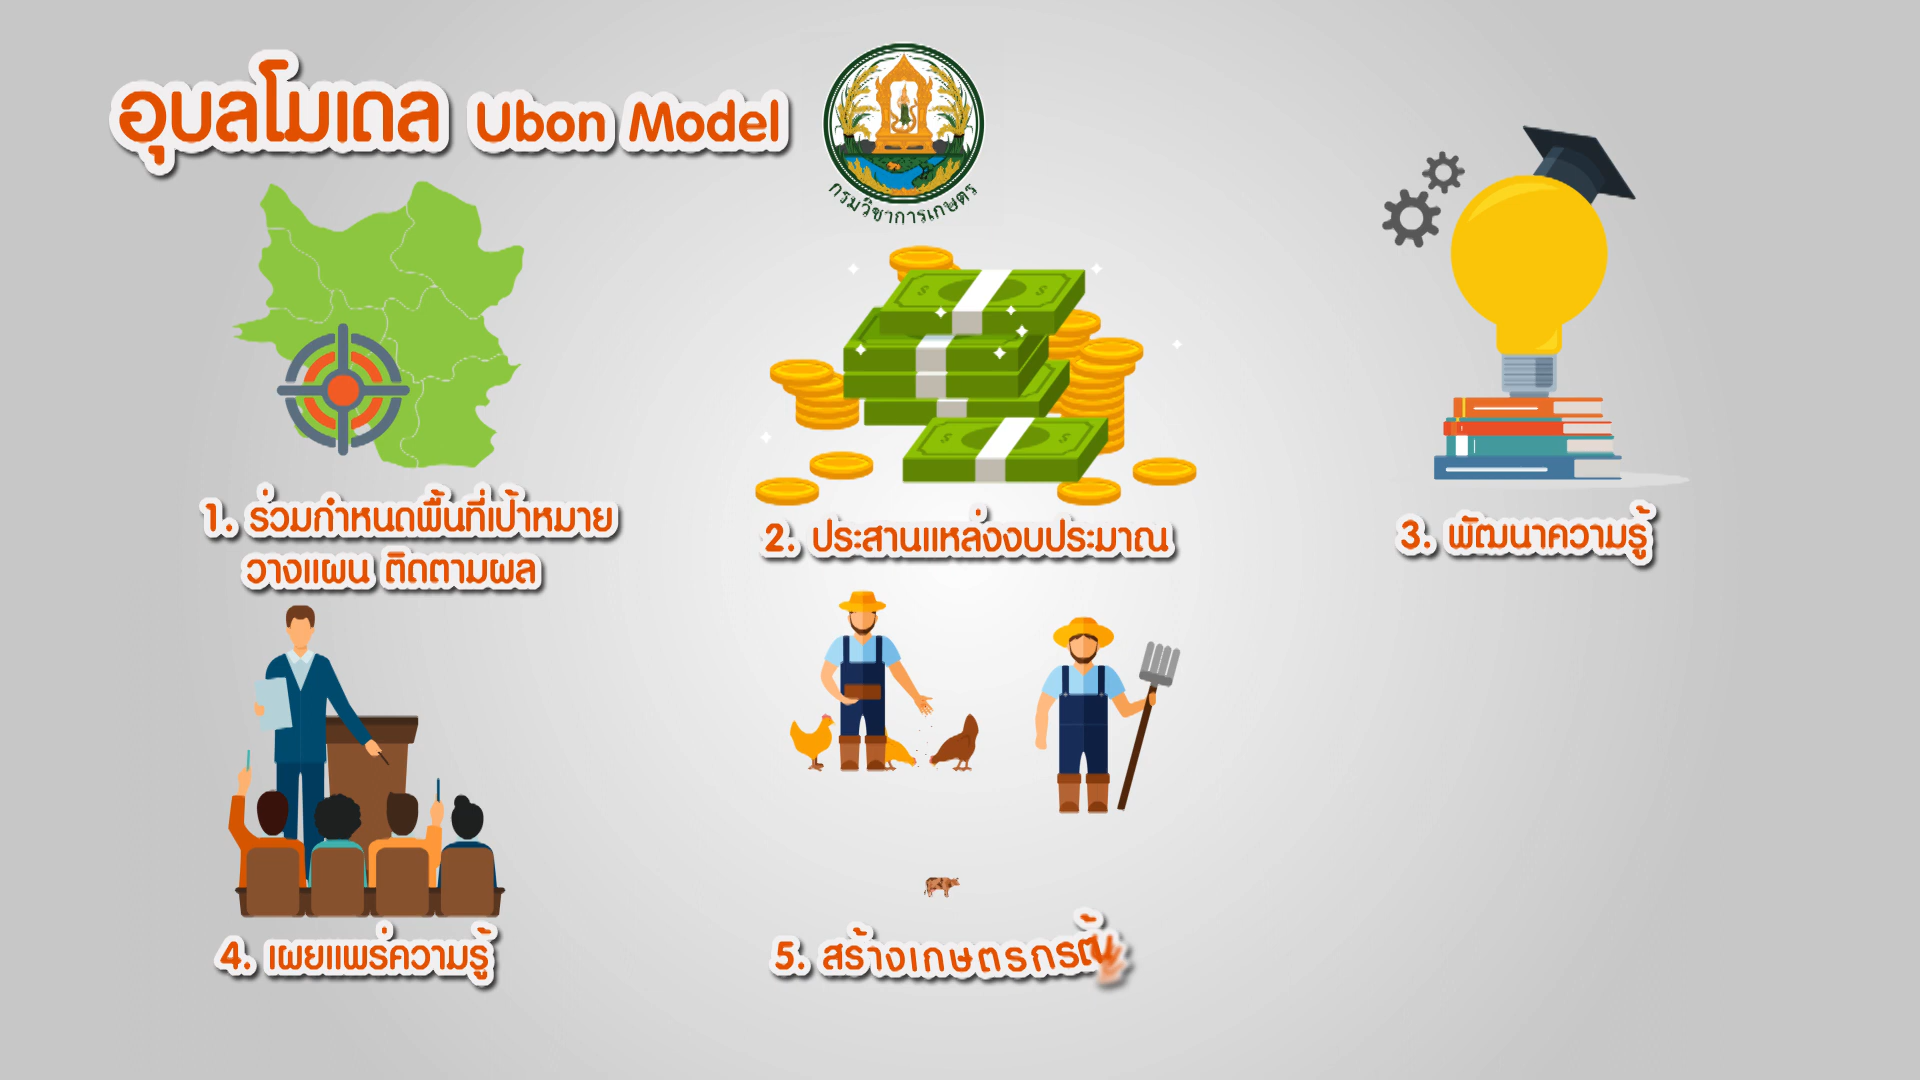 อุบลโมเดล Ubon Model
กรมวิชาการเกษตร
1. ร่วมกำหนดพื้นที่เป้าหมาย
วางแผน ติดตามผล
2. ประสานแหล่งงบประมาณ
3. พัฒนาความรู้
4. เผยแพร่ความรู้
5. สร้างเกษตรกรต้น